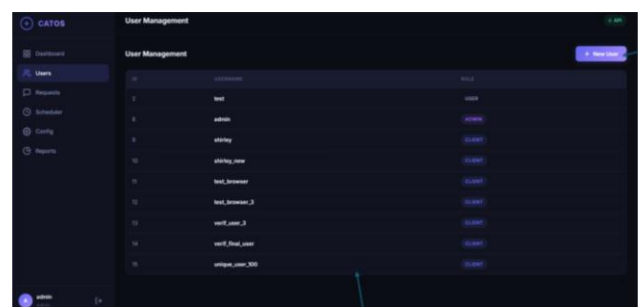 CATOS
User Management
API
User Management
+ New User
Dashboard
Users
Requests
Scheduler
Config
Reports
ID USERNAME ROLE
2 test USER
8 admin ADMIN
9 shirley CLIENT
10 shirley_new CLIENT
11 test_browser CLIENT
12 test_browser_3 CLIENT
13 verif_user_3 CLIENT
14 verif_final_user CLIENT
15 unique_user_100 CLIENT
admin